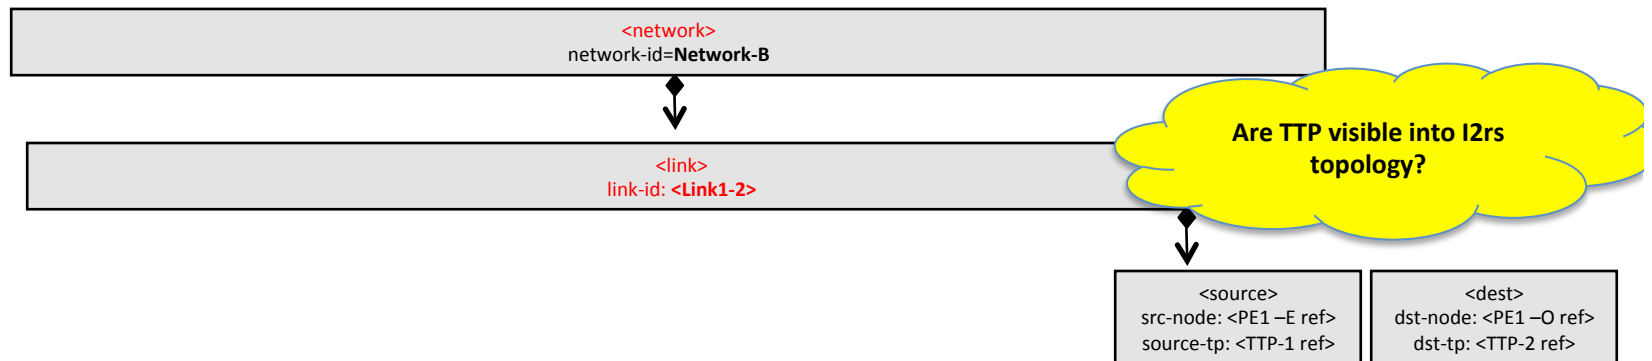 <network>
network-id=Network-B
Are TTP visible into I2rs
topology?
<link>
link-id: <Link1-2>
<source>
src-node: <PE1 –E ref>
source-tp: <TTP-1 ref>
<dest>
dst-node: <PE1 –O ref>
dst-tp: <TTP-2 ref>